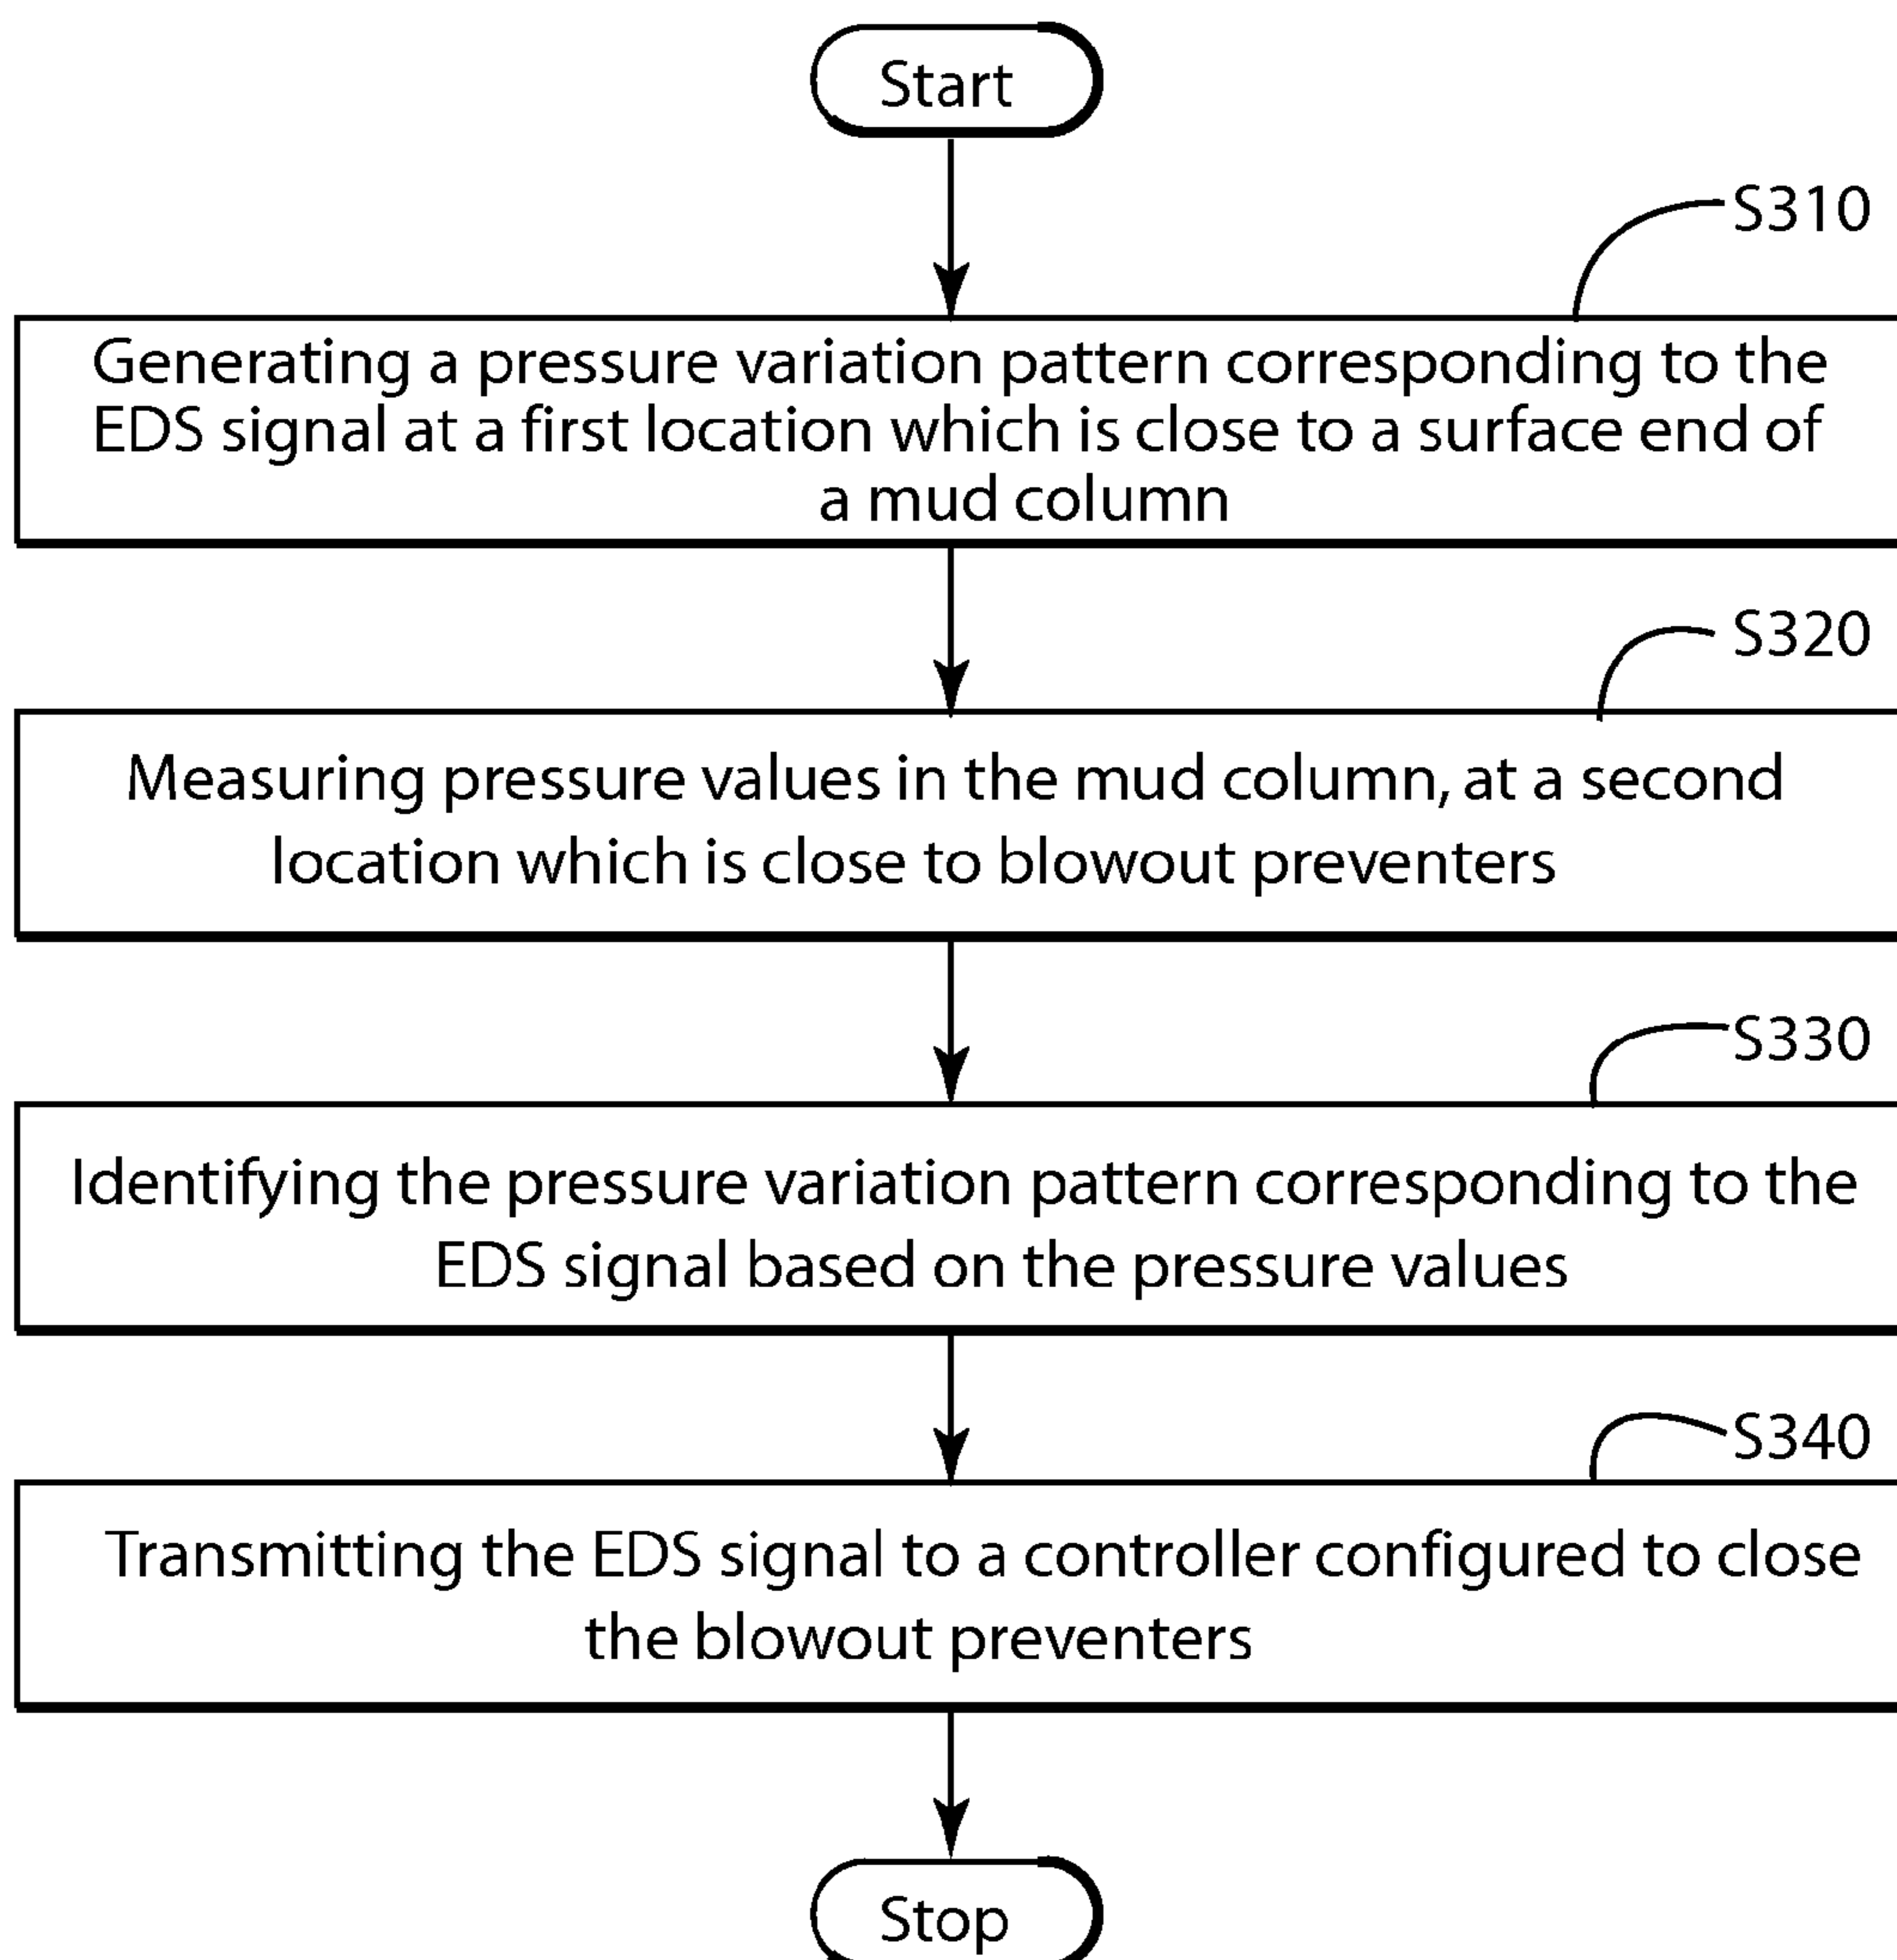 Start
S310
Generating a pressure variation pattern corresponding to the
EDS signal at a first location which is close to a surface end of
a mud column
S320
Measuring pressure values in the mud column, at a second
location which is close to blowout preventers
S330
Identifying the pressure variation pattern corresponding to the
EDS signal based on the pressure values
S340
Transmitting the EDS signal to a controller configured to close
the blowout preventers
Stop